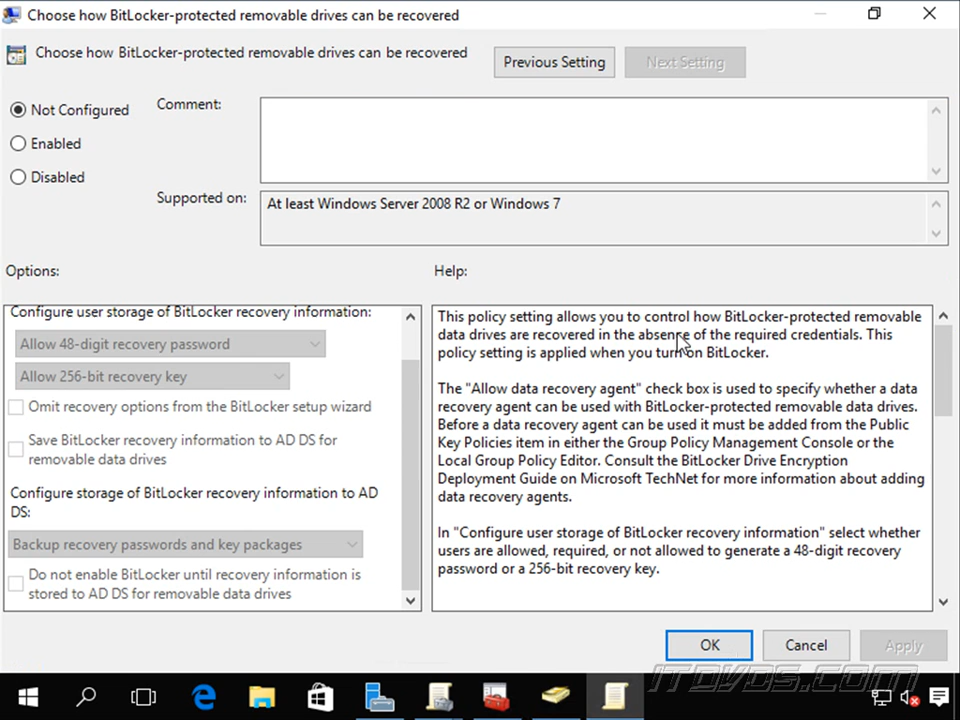 Choose how BitLocker-protected removable drives can be recovered
Choose how BitLocker-protected removable drives can be recovered
Previous Setting
Next Setting
Not Configured
Enabled
Disabled
Comment:
Supported on:
At least Windows Server 2008 R2 or Windows 7
Options:
Help:
Configure user storage of BitLocker recovery information:
Allow 48-digit recovery password
Allow 256-bit recovery key
Omit recovery options from the BitLocker setup wizard
Save BitLocker recovery information to AD DS for
removable data drives
Configure storage of BitLocker recovery information to AD
DS:
Backup recovery passwords and key packages
Do not enable BitLocker until recovery information is
stored to AD DS for removable data drives
This policy setting allows you to control how BitLocker-protected removable
data drives are recovered in the absence of the required credentials. This
policy setting is applied when you turn on BitLocker.
The "Allow data recovery agent" check box is used to specify whether a data
recovery agent can be used with BitLocker-protected removable data drives.
Before a data recovery agent can be used it must be added from the Public
Key Policies item in either the Group Policy Management Console or the
Local Group Policy Editor. Consult the BitLocker Drive Encryption
Deployment Guide on Microsoft TechNet for more information about adding
data recovery agents.
In "Configure user storage of BitLocker recovery information" select whether
users are allowed, required, or not allowed to generate a 48-digit recovery
password or a 256-bit recovery key.
OK
Cancel
Apply
ITDVDS.com